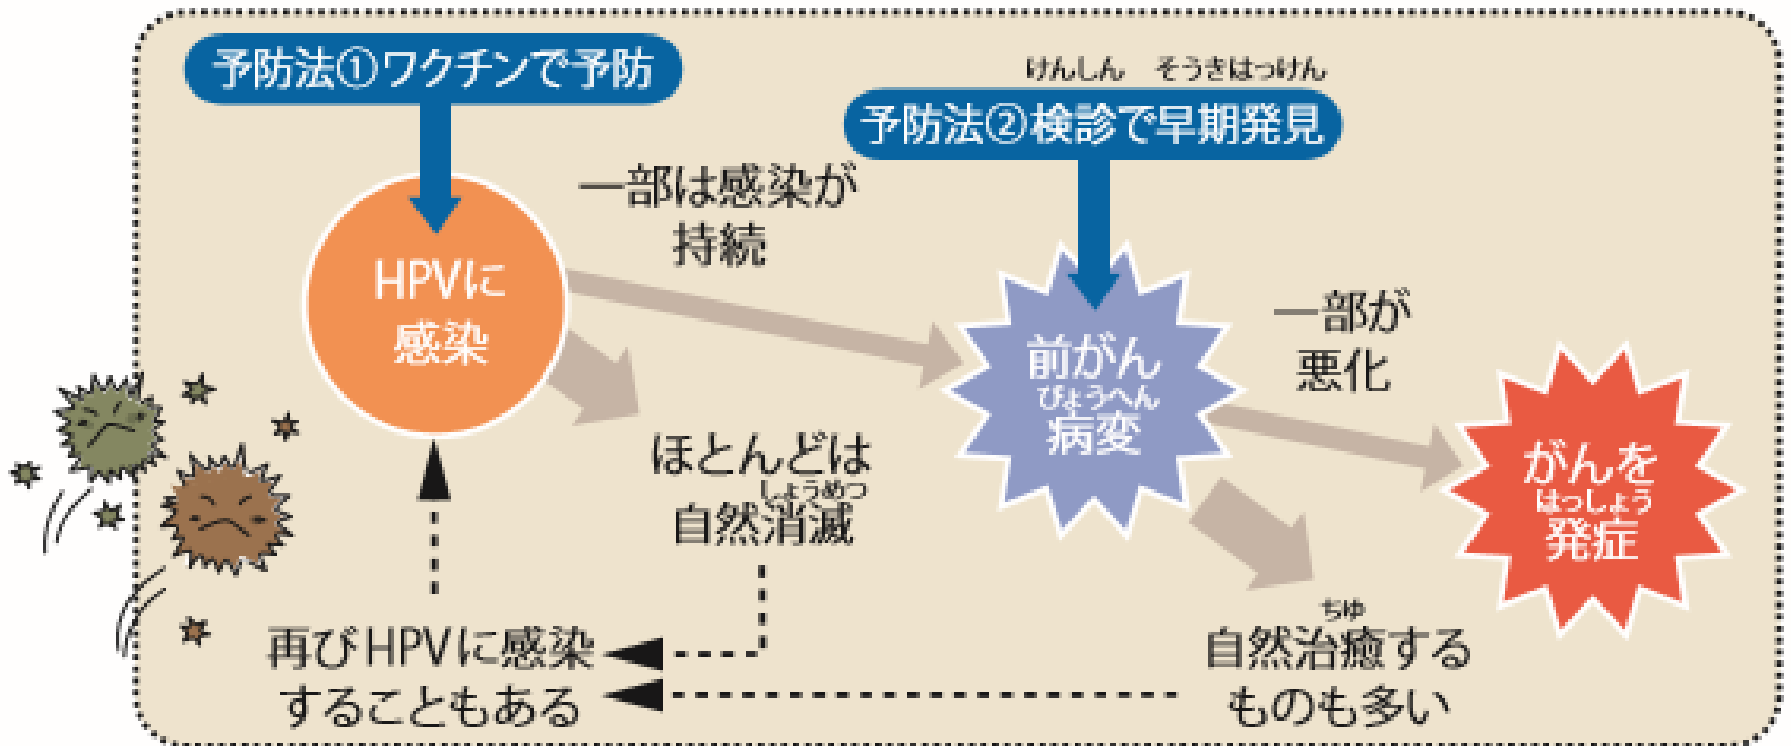 予防法①ワクチンで予防
けんしん そうきはっけん
予防法②検診で早期発見
一部は感染が
持続
HPVに
感染
前がん
びょうへん
病変
一部が
悪化
がんを
はっしょう
発症
ほとんどは
しょうめつ
自然消滅
再びHPVに感染
することもある
ちゆ
自然治癒する
ものも多い